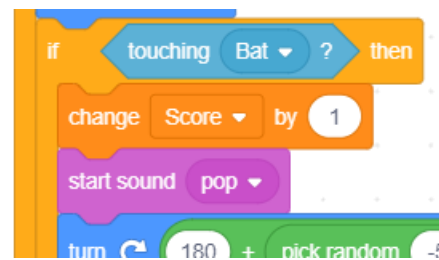 if touching Bat ? then
change Score by 1
start sound pop
turn 180 + pick random